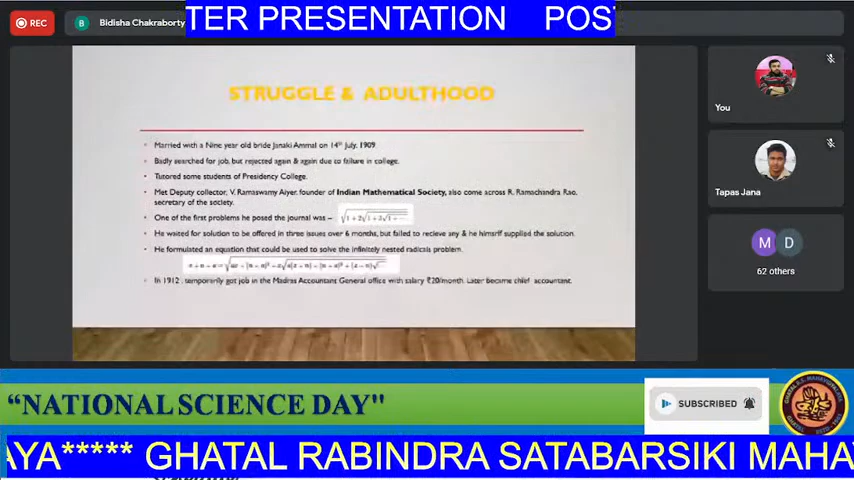 REC
B Bidisha Chakraborty
TER PRESENTATION POST
STRUGGLE & ADULTHOOD
Married with a Nine year old bride Janaki Ammal on 14th July, 1909
Badly searched for job, but rejected again & again due to failure in college.
Tutored some students of Presidency College.
Met Deputy collector, V. Ramaswamy Aiyer, founder of Indian Mathematical Society, also come across R. Ramachandra Rao,
secretary of the society.
One of the first problems he posed the journal was –
He waited for solution to be offered in three issues over 6 months, but failed to recieve any & he himslf supplied the solution.
He formulated an equation that could be used to solve the infinitely nested radicals problem.
In 1912 , temporarily got job in the Madras Accountant General office with salary ₹20/month. Later became chief accountant.
You
Tapas Jana
M D
62 others
"NATIONAL SCIENCE DAY"
SUBSCRIBED
AYA***** GHATAL RABINDRA SATABARSIKI MAHAV